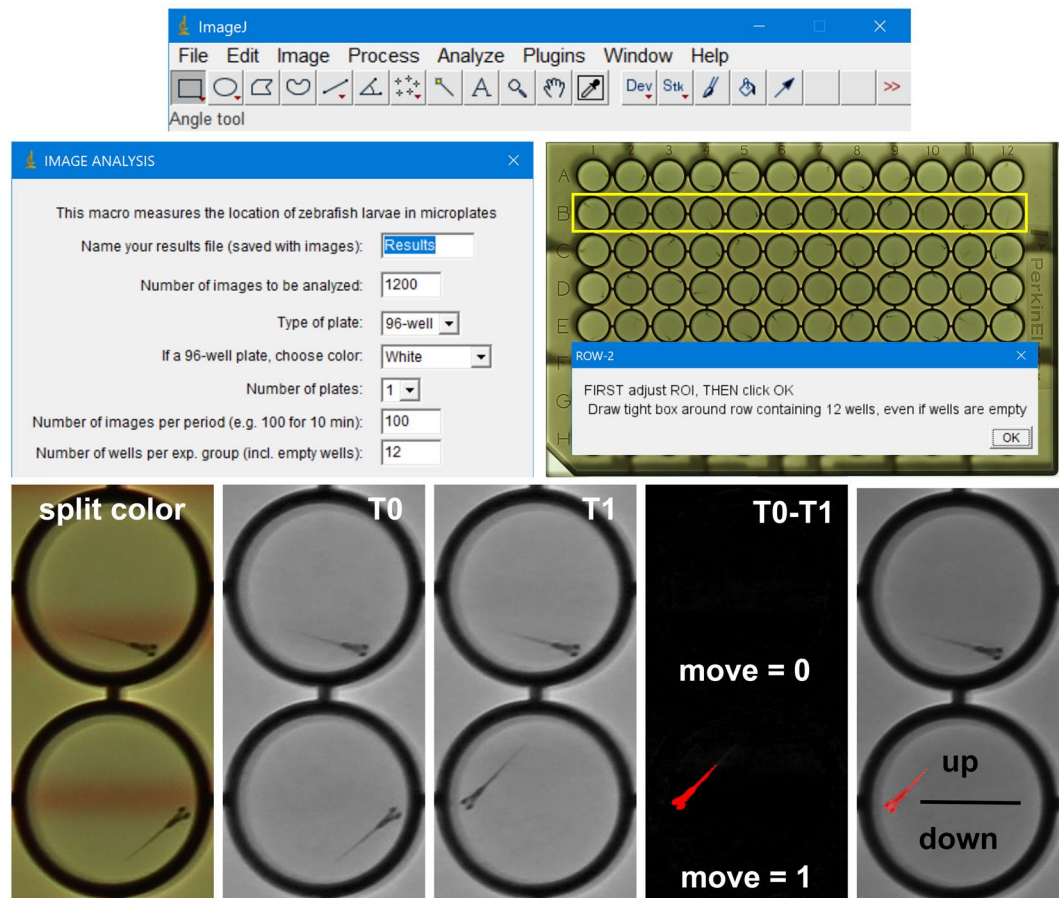 ImageJ
File Edit Image Process Analyze Plugins Window Help
A Dev Stk >>
Angle tool
IMAGE ANALYSIS
This macro measures the location of zebrafish larvae in microplates
Name your results file (saved with images): Results
Number of images to be analyzed: 1200
Type of plate: 96-well
If a 96-well plate, choose color: White
Number of plates: 1
Number of images per period (e.g. 100 for 10 min): 100
Number of wells per exp. group (incl. empty wells): 12
1 2 3 4 5 6 7 8 9 10 11 12
A
B
C
D
E
F
G
H
PerkinEl
ROW-2
FIRST adjust ROI, THEN click OK
Draw tight box around row containing 12 wells, even if wells are empty
OK
split color
T0
T1
T0-T1
move = 0
move = 1
up
down